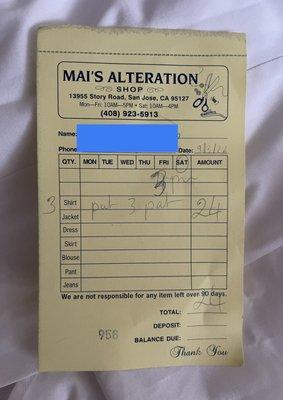 MAI'S ALTERATION
SHOP
13955 Story Road, San Jose, CA 95127
Mon–Fri: 10AM–5PM • Sat: 10AM–4PM
(408) 923-5913
Name:
Phone Date:
QTY. MON TUE WED THU FRI SAT AMOUNT
3
3 Shirt 24
Jacket put 3 pat
Dress
Skirt
Blouse
Pant
Jeans
We are not responsible for any item left over 90 days.
TOTAL: 24
DEPOSIT:
956 BALANCE DUE:
Thank You